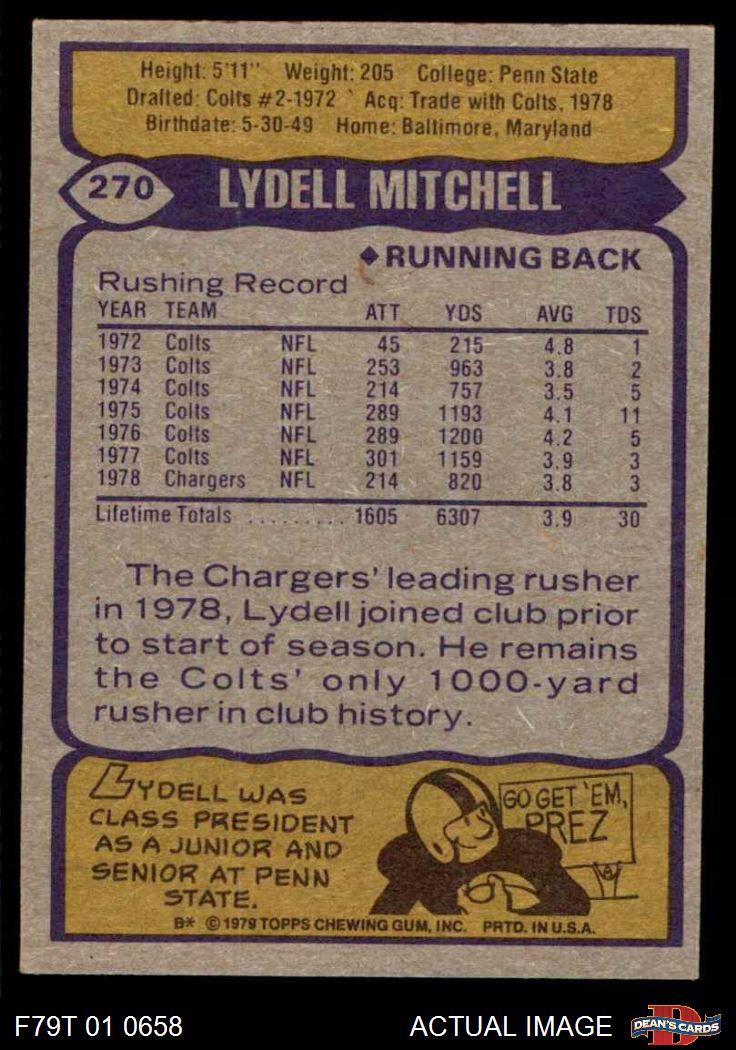 Height: 5'11" Weight: 205 College: Penn State
Drafted: Colts #2-1972 Acq: Trade with Colts, 1978
Birthdate: 5-30-49 Home: Baltimore, Maryland
270 LYDELL MITCHELL
◆RUNNING BACK
Rushing Record
YEAR TEAM ATT YDS AVG TDS
1972 Colts NFL 45 215 4.8 1
1973 Colts NFL 253 963 3.8 2
1974 Colts NFL 214 757 3.5 5
1975 Colts NFL 289 1193 4.1 11
1976 Colts NFL 289 1200 4.2 5
1977 Colts NFL 301 1159 3.9 3
1978 Chargers NFL 214 820 3.8 3
Lifetime Totals ......... 1605 6307 3.9 30
The Chargers' leading rusher
in 1978, Lydell joined club prior
to start of season. He remains
the Colts' only 1000-yard
rusher in club history.
LYDELL WAS
CLASS PRESIDENT
AS A JUNIOR AND
SENIOR AT PENN
STATE.
GO GET 'EM,
PREZ
B* © 1979 TOPPS CHEWING GUM, INC. PRTD. IN U.S.A.
F79T 01 0658 ACTUAL IMAGE
D
DEAN'S CARDS